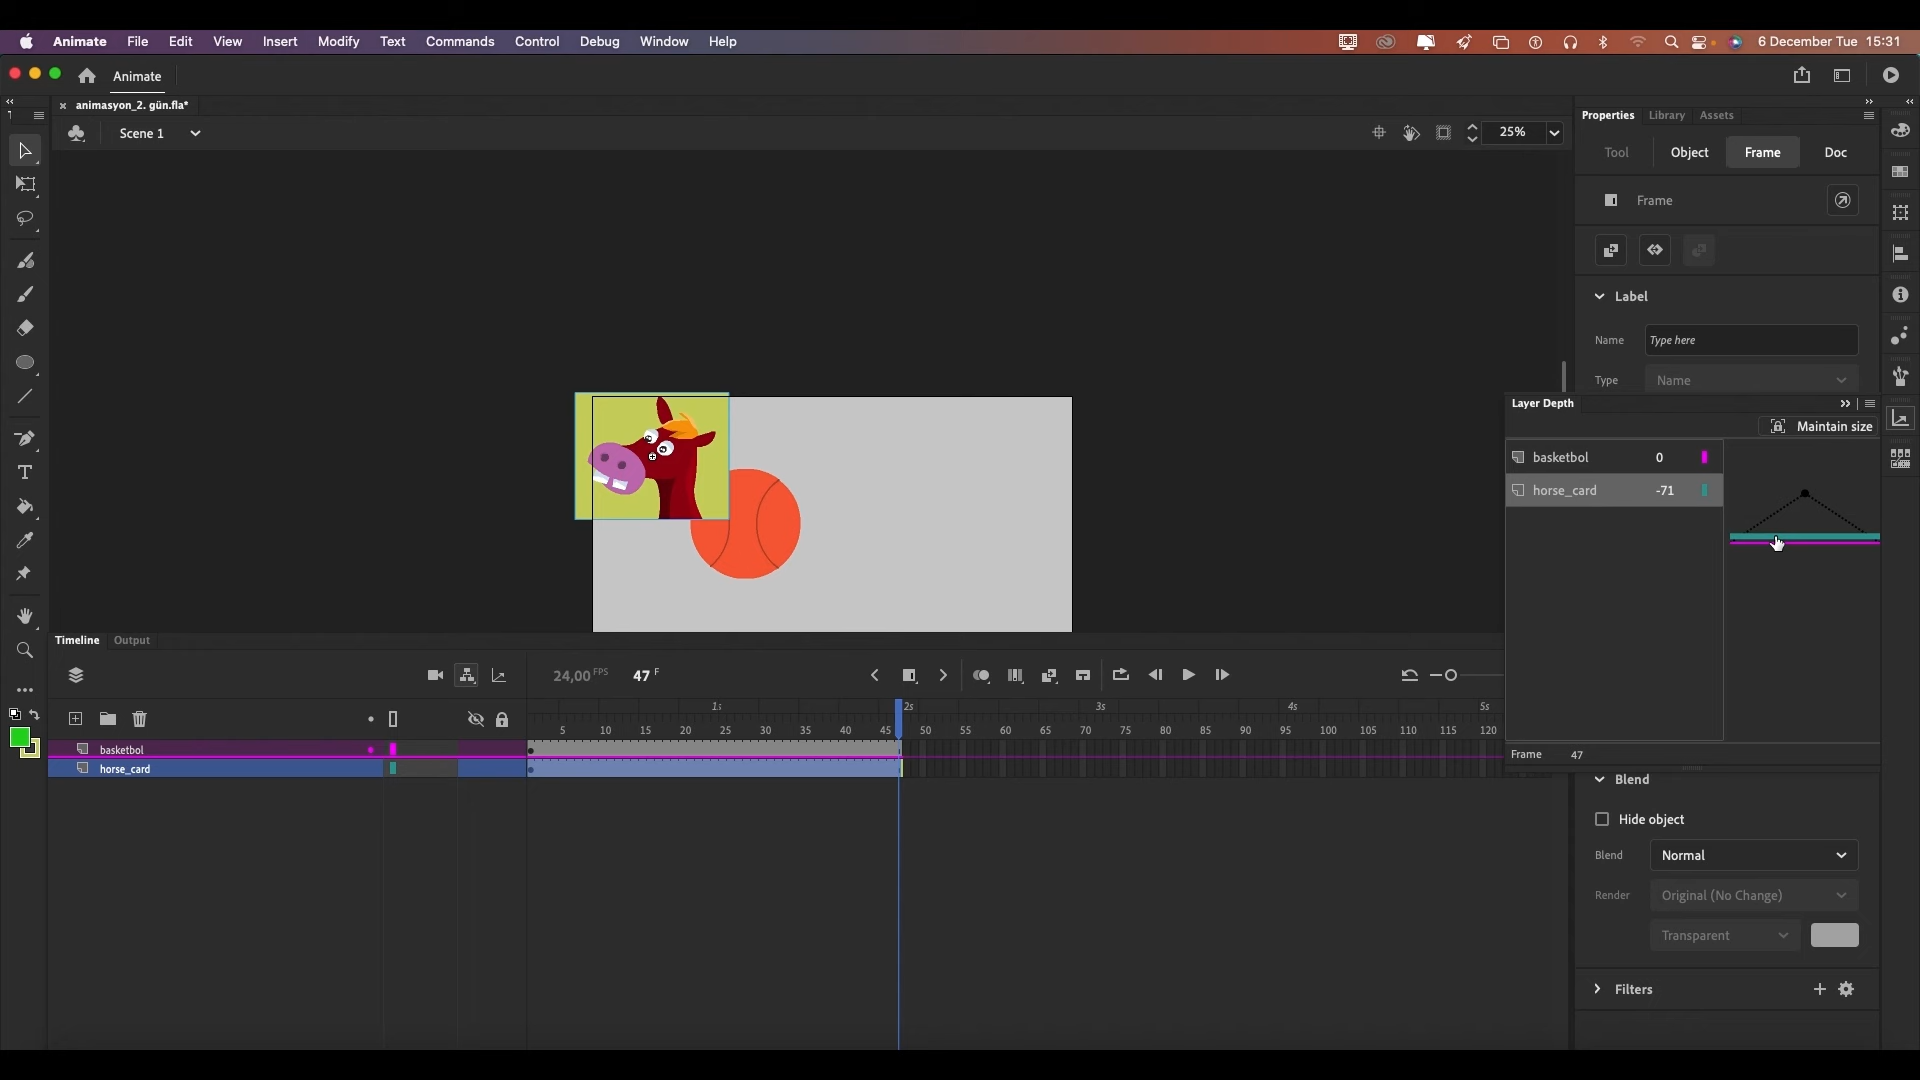 Animate File Edit View Insert Modify Text Commands Control Debug Window Help 6 December Tue 15:31
Animate
animasyon_2. gün.fla*
Scene 1 25%
Properties Library Assets
Tool Object Frame Doc
Frame
Label
Name Type here
Type Name
Layer Depth
Maintain size
basketbol 0
horse_card -71
Frame 47
Timeline Output
24,00 FPS 47 F
1s 2s 3s 4s 5s
5 10 15 20 25 30 35 40 45 50 55 60 65 70 75 80 85 90 95 100 105 110 115 120
basketbol
horse_card
Blend
Hide object
Blend Normal
Render Original (No Change)
Transparent
Filters